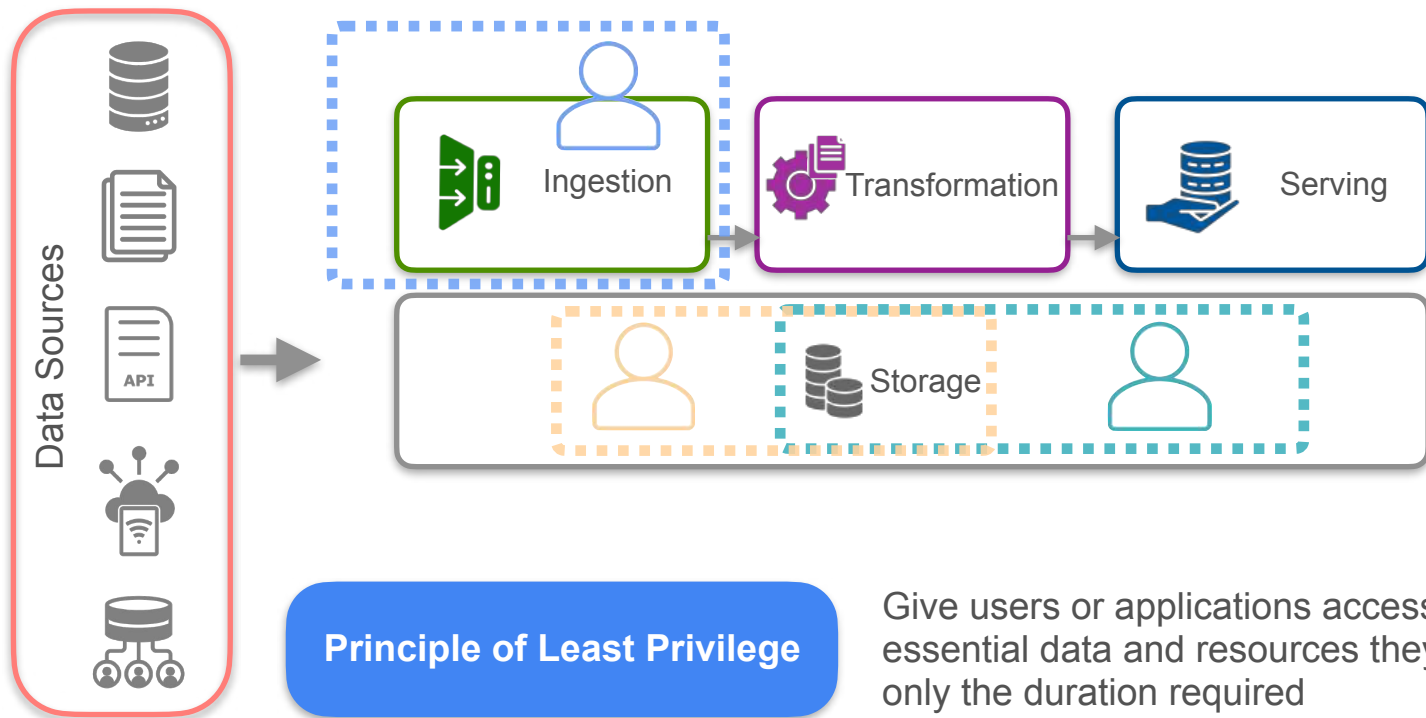 Data Sources
API
Ingestion
Transformation
Serving
Storage
Principle of Least Privilege
Give users or applications access
essential data and resources they
only the duration required